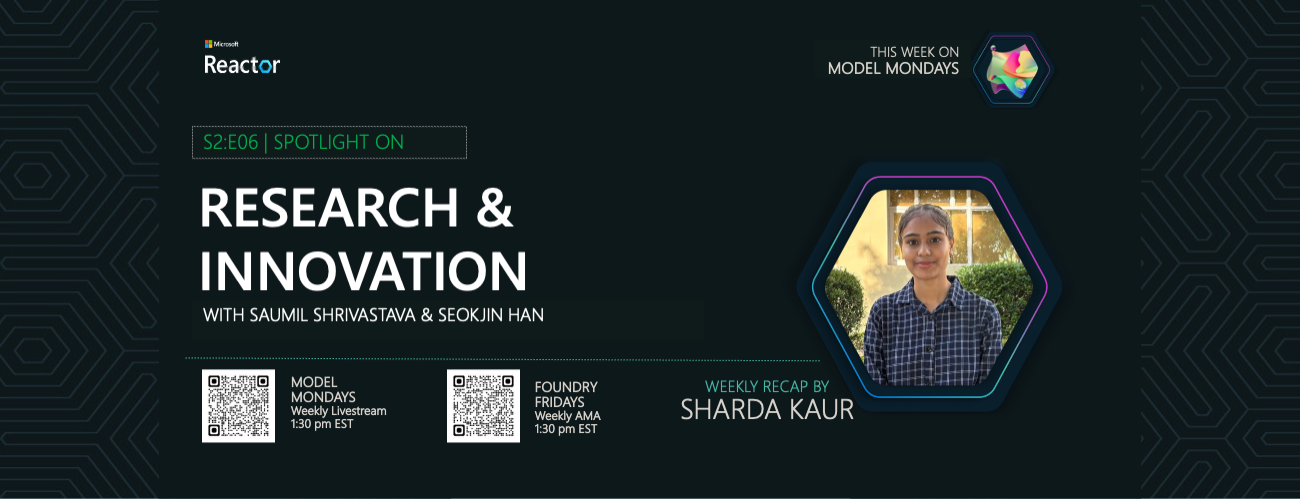 Microsoft
Reactor
THIS WEEK ON
MODEL MONDAYS
S2:E06 | SPOTLIGHT ON
RESEARCH &
INNOVATION
WITH SAUMIL SHRIVASTAVA & SEOKJIN HAN
MODEL
MONDAYS
Weekly Livestream
1:30 pm EST
FOUNDRY
FRIDAYS
Weekly AMA
1:30 pm EST
WEEKLY RECAP BY
SHARDA KAUR